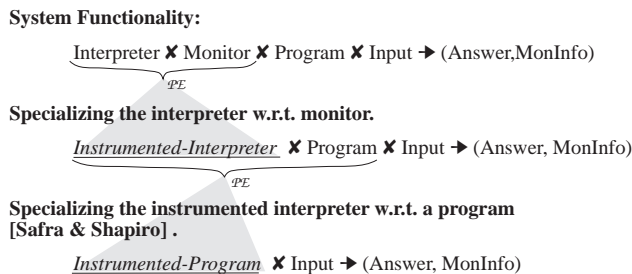 System Functionality:
Interpreter ✘ Monitor ✘ Program ✘ Input ➔ (Answer,MonInfo)
PE
Specializing the interpreter w.r.t. monitor.
Instrumented-Interpreter ✘ Program ✘ Input ➔ (Answer, MonInfo)
PE
Specializing the instrumented interpreter w.r.t. a program
[Safra & Shapiro] .
Instrumented-Program ✘ Input ➔ (Answer, MonInfo)